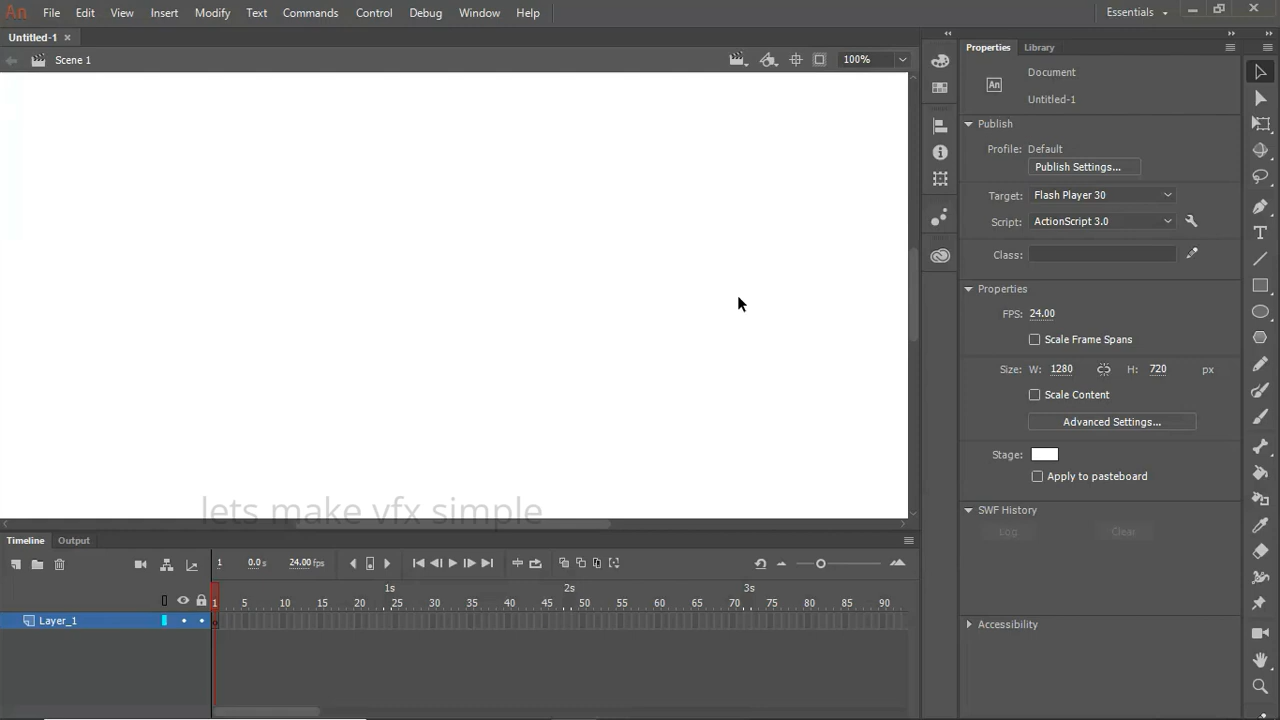 An File Edit View Insert Modify Text Commands Control Debug Window Help Essentials
Untitled-1 ×
Scene 1 100%
Properties Library
An Document
Untitled-1
Publish
Profile: Default
Publish Settings...
Target: Flash Player 30
Script: ActionScript 3.0
Class:
Properties
FPS: 24.00
Scale Frame Spans
Size: W: 1280 H: 720 px
Scale Content
Advanced Settings...
Stage:
Apply to pasteboard
SWF History
Log Clear
Accessibility
lets make vfx simple
Timeline Output
1 0.0s 24.00 fps
1s 2s 3s
1 5 10 15 20 25 30 35 40 45 50 55 60 65 70 75 80 85 90
Layer_1